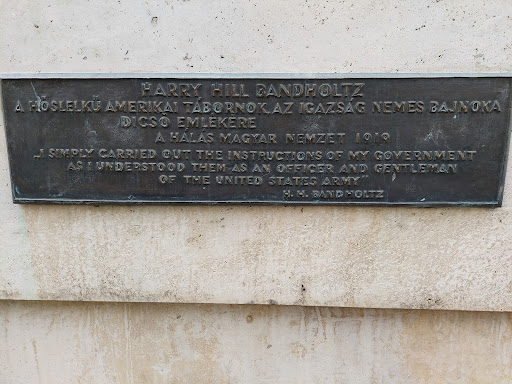 HARRY HILL BANDHOLTZ
A HŐSLELKŰ AMERIKAI TÁBORNOK, AZ IGAZSÁG NEMES BAJNOKA
DICSŐ EMLÉKÉRE
A HÁLÁS MAGYAR NEMZET 1919
„I SIMPLY CARRIED OUT THE INSTRUCTIONS OF MY GOVERNMENT
AS I UNDERSTOOD THEM AS AN OFFICER AND GENTLEMAN
OF THE UNITED STATES ARMY”
H. H. BANDHOLTZ